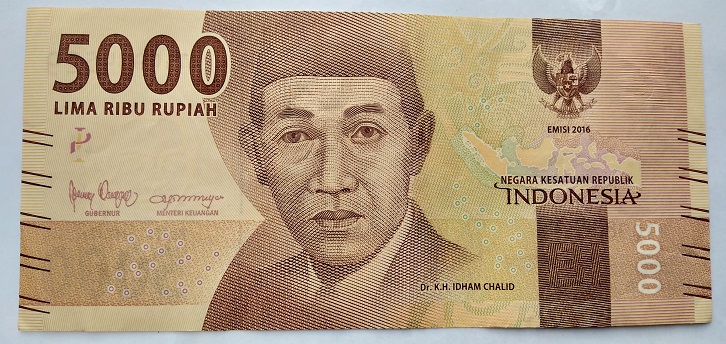 5000
LIMA RIBU RUPIAH
EMISI 2016
NEGARA KESATUAN REPUBLIK
INDONESIA
GUBERNUR
MENTERI KEUANGAN
5000
Dr. K.H. IDHAM CHALID